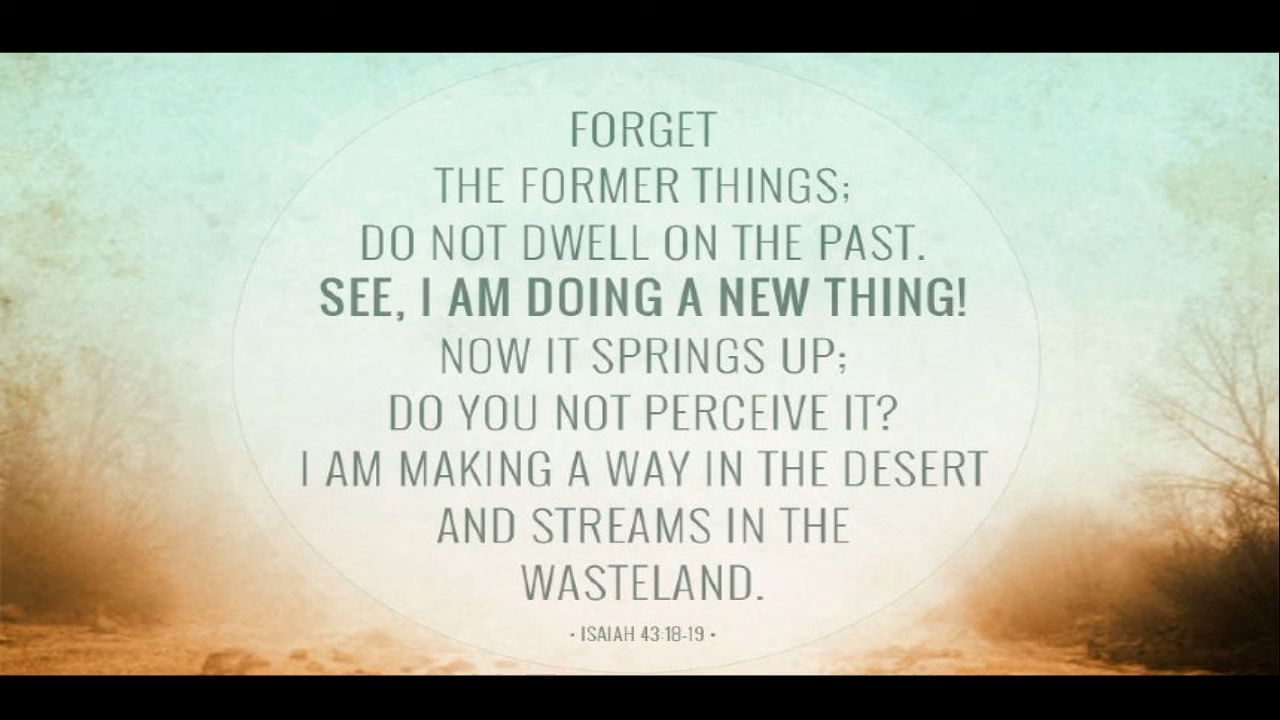 FORGET
THE FORMER THINGS;
DO NOT DWELL ON THE PAST.
SEE, I AM DOING A NEW THING!
NOW IT SPRINGS UP;
DO YOU NOT PERCEIVE IT?
I AM MAKING A WAY IN THE DESERT
AND STREAMS IN THE
WASTELAND.
• ISAIAH 43:18-19 •